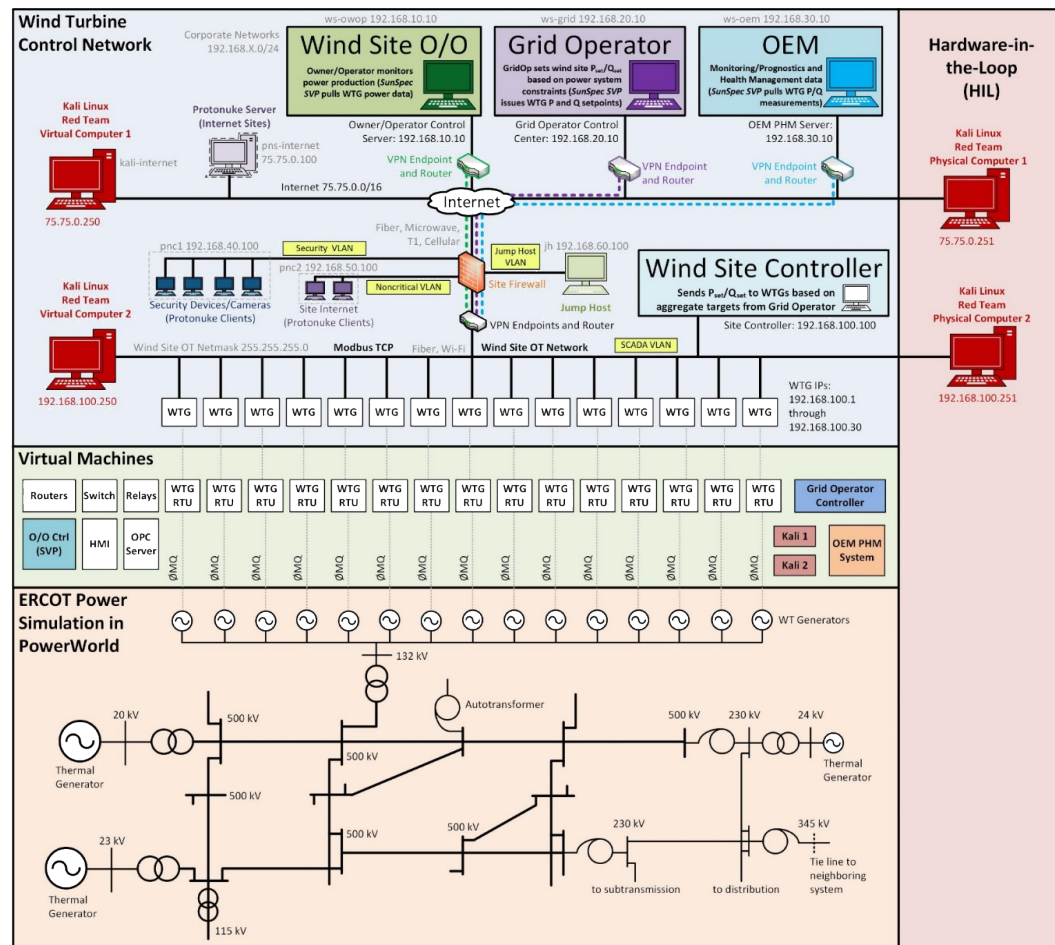 Wind Turbine
Control Network
Corporate Networks
192.168.X.0/24
ws-owop 192.168.10.10
Wind Site O/O
Owner/Operator monitors
power production (SunSpec
SVP pulls WTG power data)
Owner/Operator Control
Server: 192.168.10.10
VPN Endpoint
and Router
ws-grid 192.168.20.10
Grid Operator
GridOp sets wind site Pset/Qset
based on power system
constraints (SunSpec SVP
issues WTG P and Q setpoints)
Grid Operator Control
Center: 192.168.20.10
VPN Endpoint
and Router
ws-oem 192.168.30.10
OEM
Monitoring/Prognostics and
Health Management data
(SunSpec SVP pulls WTG P/Q
measurements)
OEM PHM Server:
192.168.30.10
VPN Endpoint
and Router
Hardware-in-
the-Loop
(HIL)
Kali Linux
Red Team
Virtual Computer 1
kali-internet
75.75.0.250
Protonuke Server
(Internet Sites)
pns-internet
75.75.0.100
Internet 75.75.0.0/16
Internet
Kali Linux
Red Team
Physical Computer 1
75.75.0.251
Fiber, Microwave,
T1, Cellular
pnc1 192.168.40.100
Security VLAN
Security Devices/Cameras
(Protonuke Clients)
pnc2 192.168.50.100
Noncritical VLAN
Site Internet
(Protonuke Clients)
Site Firewall
Jump Host
VLAN
jh 192.168.60.100
Jump Host
VPN Endpoints and Router
Wind Site Controller
Sends Pset/Qset to WTGs based on
aggregate targets from Grid Operator
Site Controller: 192.168.100.100
Kali Linux
Red Team
Virtual Computer 2
192.168.100.250
Kali Linux
Red Team
Physical Computer 2
192.168.100.251
Wind Site OT Netmask 255.255.255.0
Modbus TCP
Fiber, Wi-Fi
Wind Site OT Network
SCADA VLAN
WTG WTG WTG WTG WTG WTG WTG WTG WTG WTG WTG WTG WTG WTG WTG
WTG IPs:
192.168.100.1
through
192.168.100.30
Virtual Machines
Routers Switch Relays
O/O Ctrl
(SVP)
HMI
OPC
Server
WTG WTG WTG WTG WTG WTG WTG WTG WTG WTG WTG WTG WTG WTG WTG
RTU RTU RTU RTU RTU RTU RTU RTU RTU RTU RTU RTU RTU RTU RTU
Grid Operator
Controller
Kali 1
Kali 2
OEM PHM
System
ØMQ ØMQ ØMQ ØMQ ØMQ ØMQ ØMQ ØMQ ØMQ ØMQ ØMQ ØMQ ØMQ ØMQ ØMQ
ERCOT Power
Simulation in
PowerWorld
WT Generators
132 kV
Autotransformer
20 kV
500 kV
500 kV
500 kV
230 kV
24 kV
Thermal
Generator
Thermal
Generator
500 kV
23 kV
500 kV
500 kV
230 kV
345 kV
Thermal
Generator
to subtransmission
to distribution
Tie line to
neighboring
system
115 kV